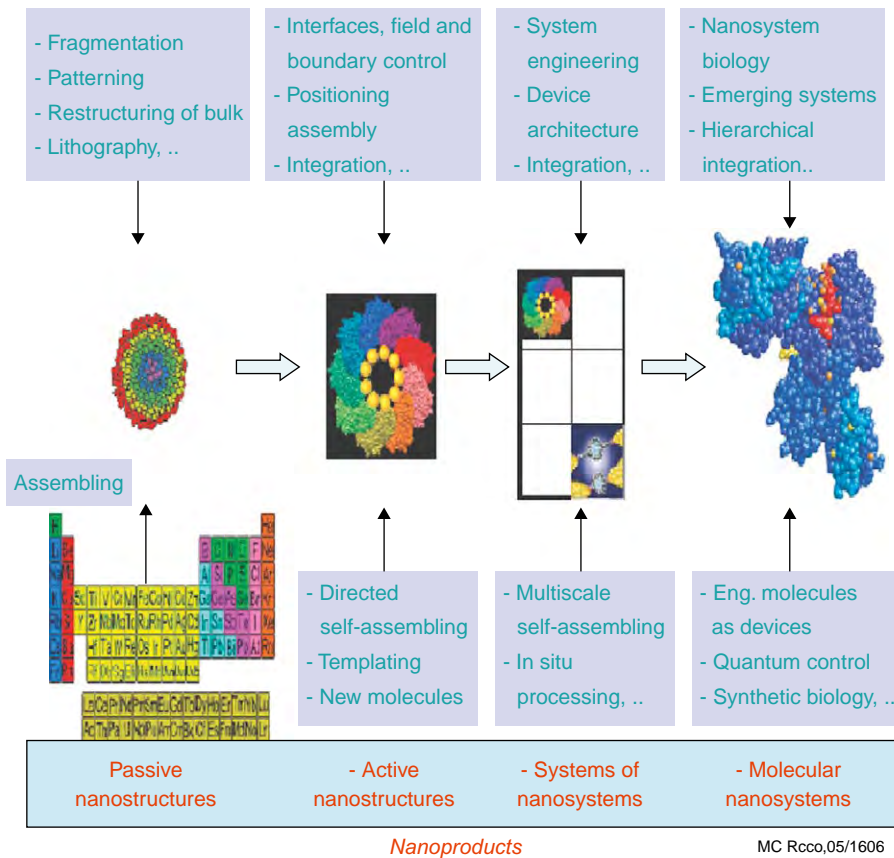 - Fragmentation
- Patterning
- Restructuring of bulk
- Lithography, ..
- Interfaces, field and
boundary control
- Positioning
assembly
- Integration, ..
- System
engineering
- Device
architecture
- Integration, ..
- Nanosystem
biology
- Emerging systems
- Hierarchical
integration..
Assembling
- Directed
self-assembling
- Templating
- New molecules
- Multiscale
self-assembling
- In situ
processing, ..
- Eng. molecules
as devices
- Quantum control
- Synthetic biology, ..
Passive
nanostructures
- Active
nanostructures
- Systems of
nanosystems
- Molecular
nanosystems
Nanoproducts
MC Rcco,05/1606